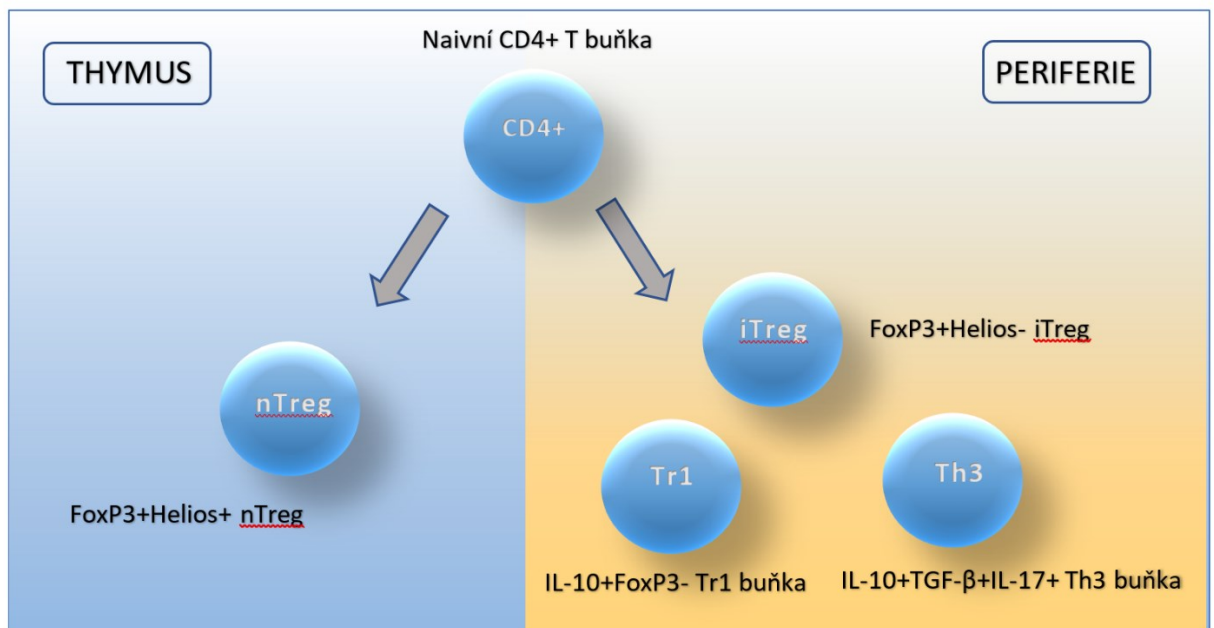 Naivní CD4+ T buňka
THYMUS
PERIFERIE
CD4+
iTreg
FoxP3+Helios- iTreg
nTreg
FoxP3+Helios+ nTreg
Tr1
Th3
IL-10+FoxP3- Tr1 buňka
IL-10+TGF-β+IL-17+ Th3 buňka